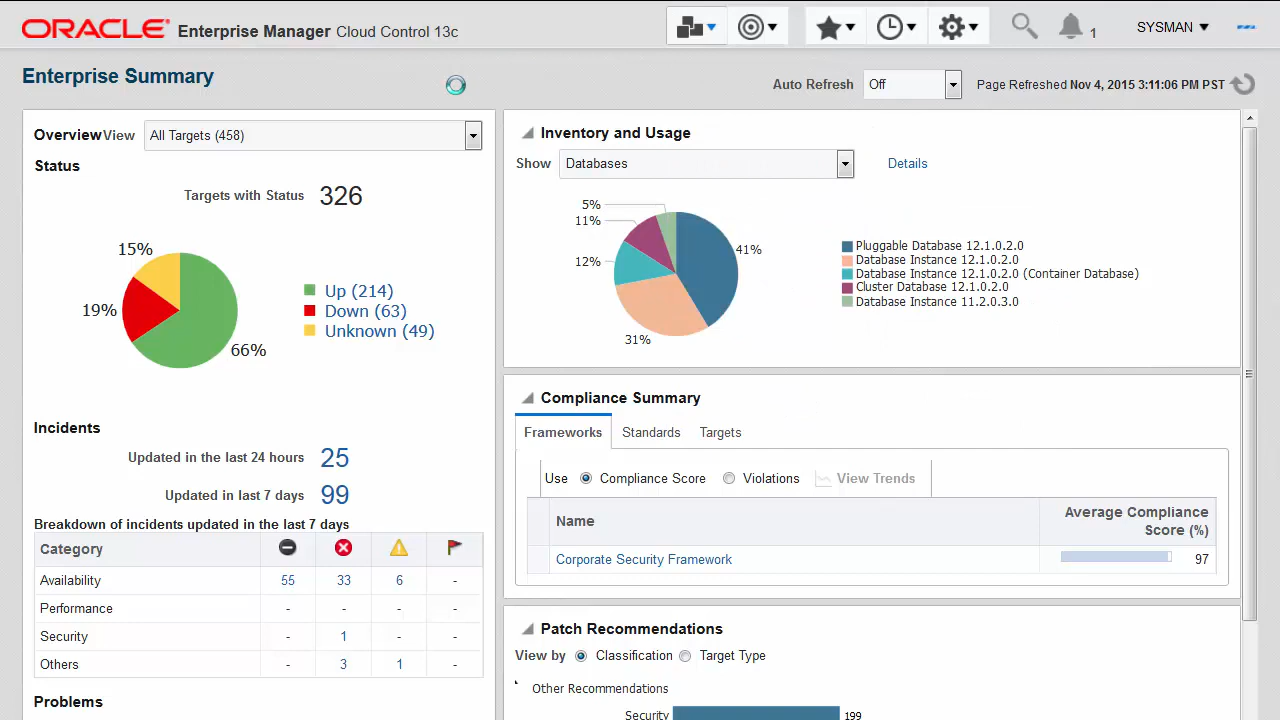 ORACLE Enterprise Manager Cloud Control 13c
1
SYSMAN
Enterprise Summary
Auto Refresh Off Page Refreshed Nov 4, 2015 3:11:06 PM PST
Overview View All Targets (458)
Status
Targets with Status 326
15%
19%
66%
Up (214)
Down (63)
Unknown (49)
Incidents
Updated in the last 24 hours 25
Updated in last 7 days 99
Breakdown of incidents updated in the last 7 days
Category
Availability 55 33 6 -
Performance - - - -
Security - 1 - -
Others - 3 1 -
Problems
Inventory and Usage
Show Databases Details
5%
11%
12%
41%
31%
Pluggable Database 12.1.0.2.0
Database Instance 12.1.0.2.0
Database Instance 12.1.0.2.0 (Container Database)
Cluster Database 12.1.0.2.0
Database Instance 11.2.0.3.0
Compliance Summary
Frameworks Standards Targets
Use Compliance Score Violations View Trends
Name Average Compliance
Score (%)
Corporate Security Framework 97
Patch Recommendations
View by Classification Target Type
Other Recommendations
Security 199